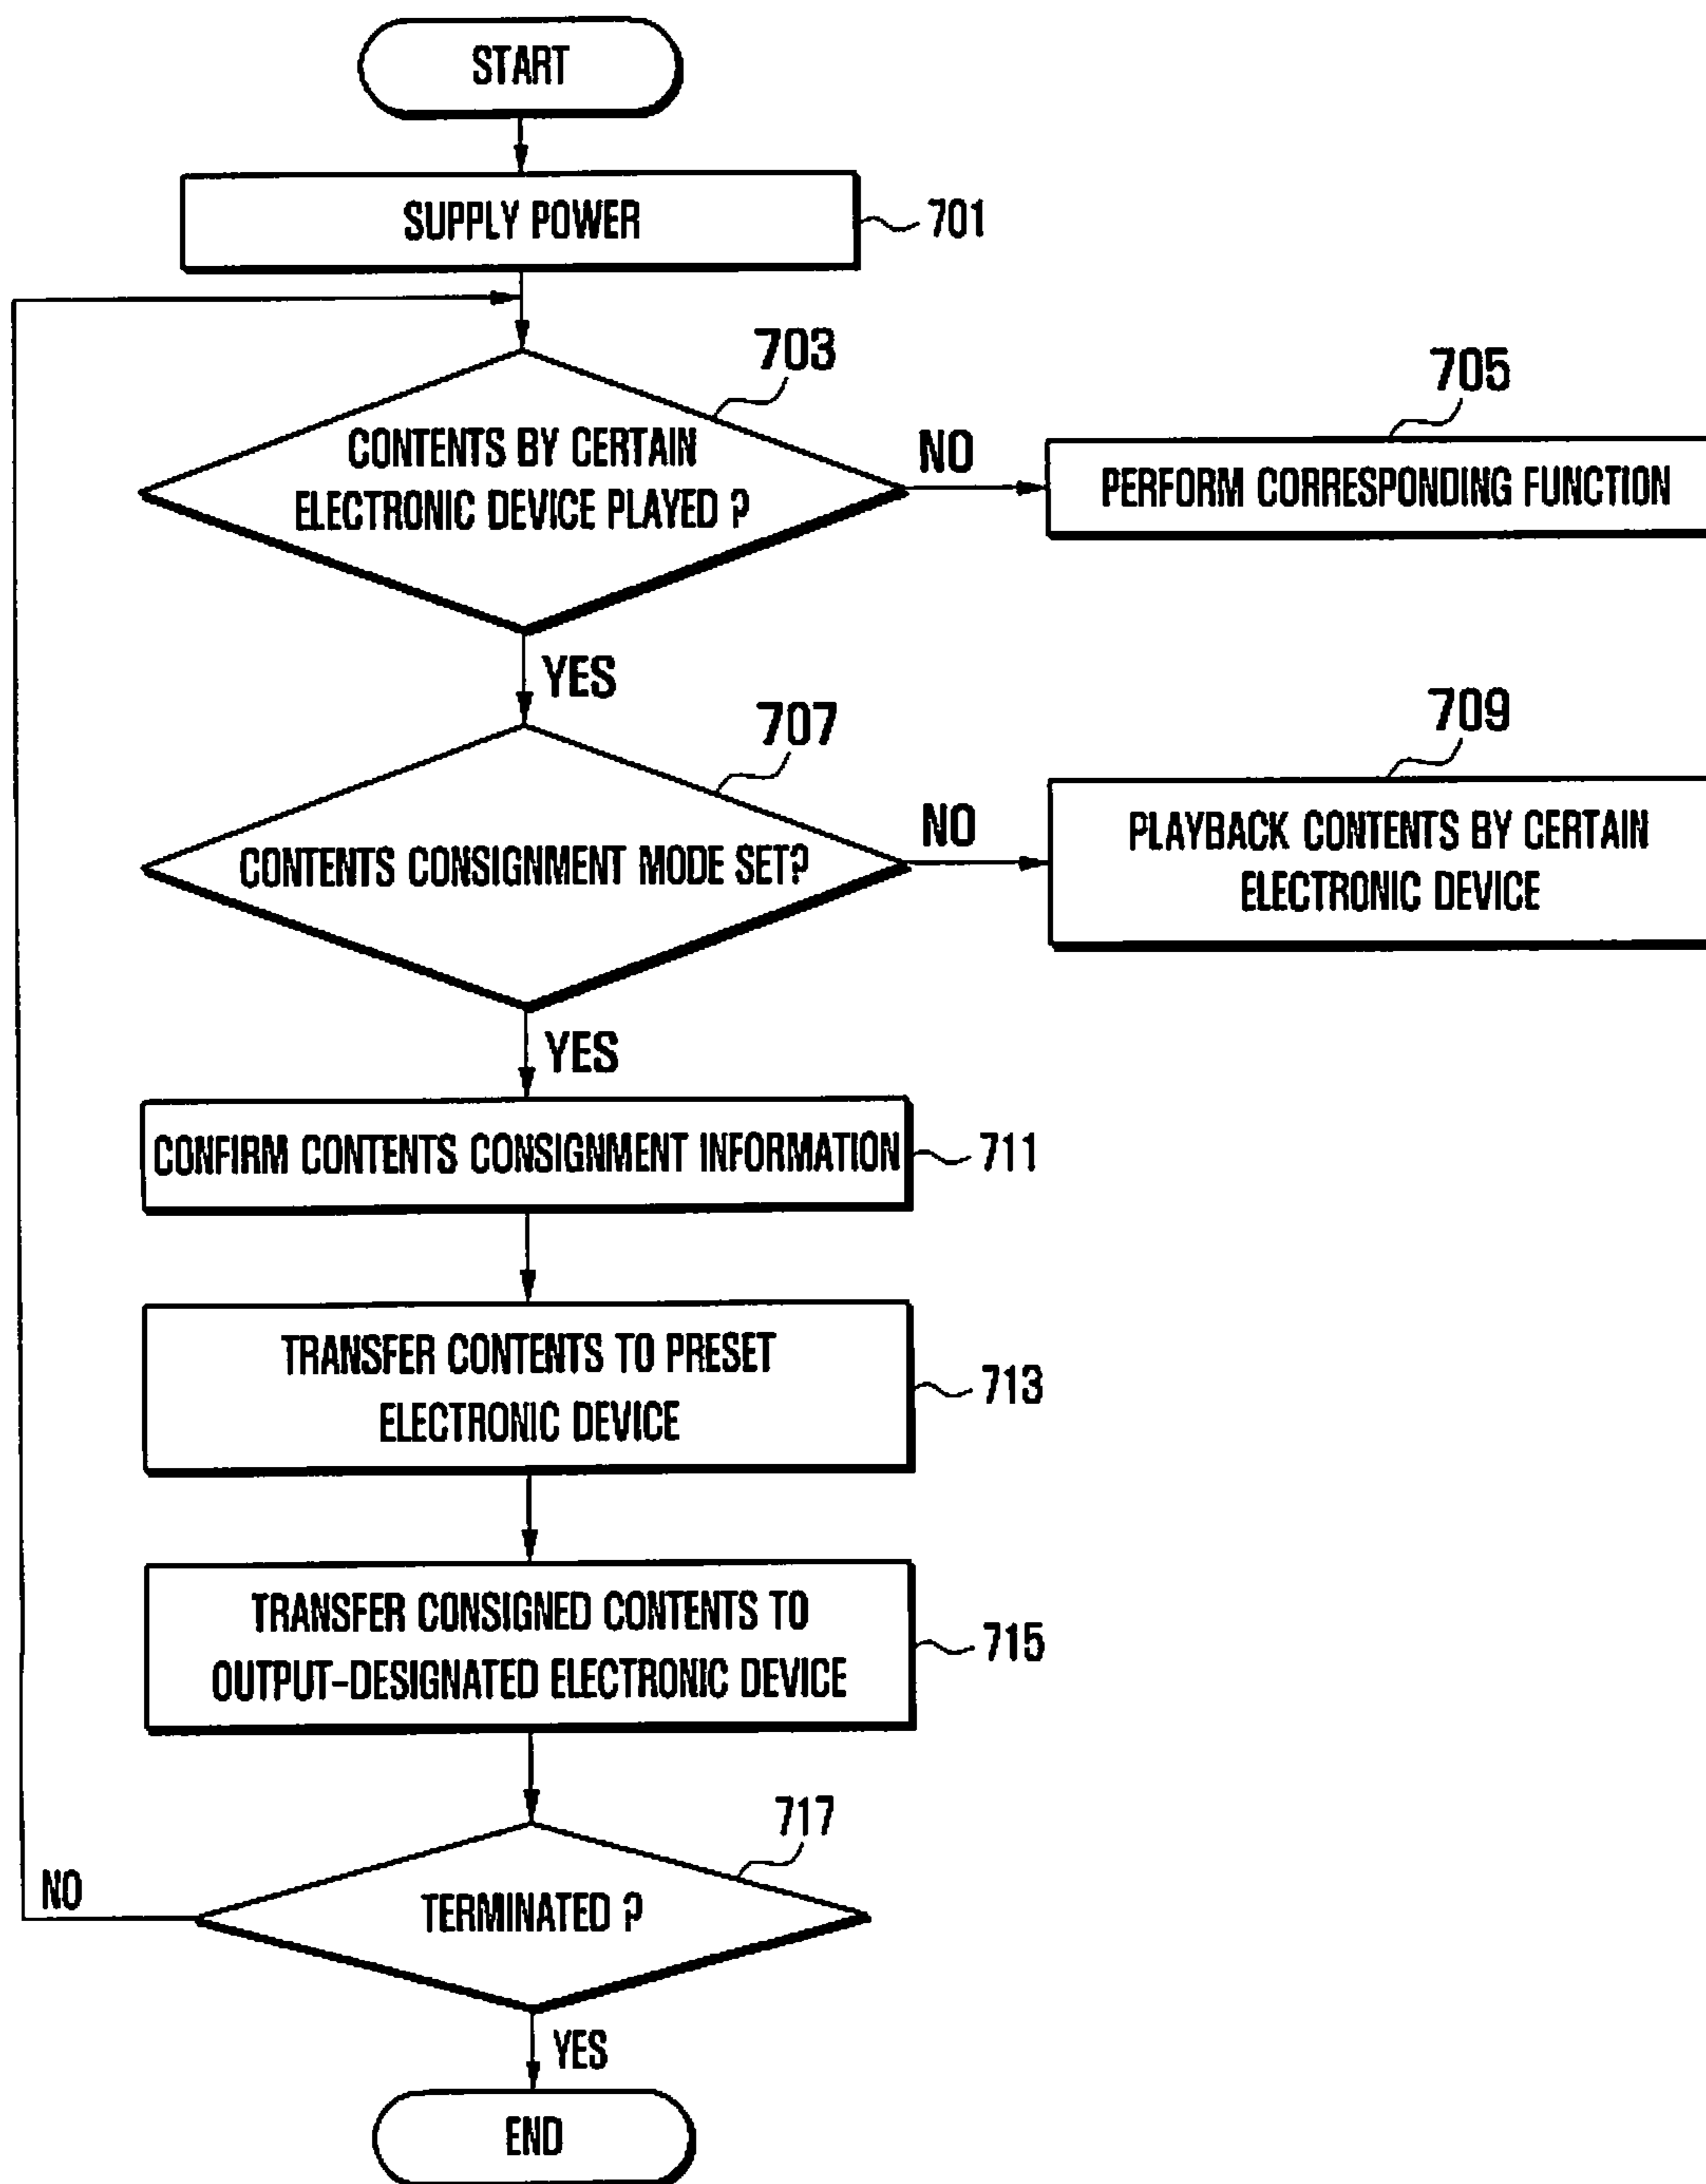 START
SUPPLY POWER
701
703
CONTENTS BY CERTAIN
ELECTRONIC DEVICE PLAYED ?
NO
705
PERFORM CORRESPONDING FUNCTION
YES
707
CONTENTS CONSIGNMENT MODE SET?
NO
709
PLAYBACK CONTENTS BY CERTAIN
ELECTRONIC DEVICE
YES
CONFIRM CONTENTS CONSIGNMENT INFORMATION
711
TRANSFER CONTENTS TO PRESET
ELECTRONIC DEVICE
713
TRANSFER CONSIGNED CONTENTS TO
OUTPUT-DESIGNATED ELECTRONIC DEVICE
715
717
NO
TERMINATED ?
YES
END